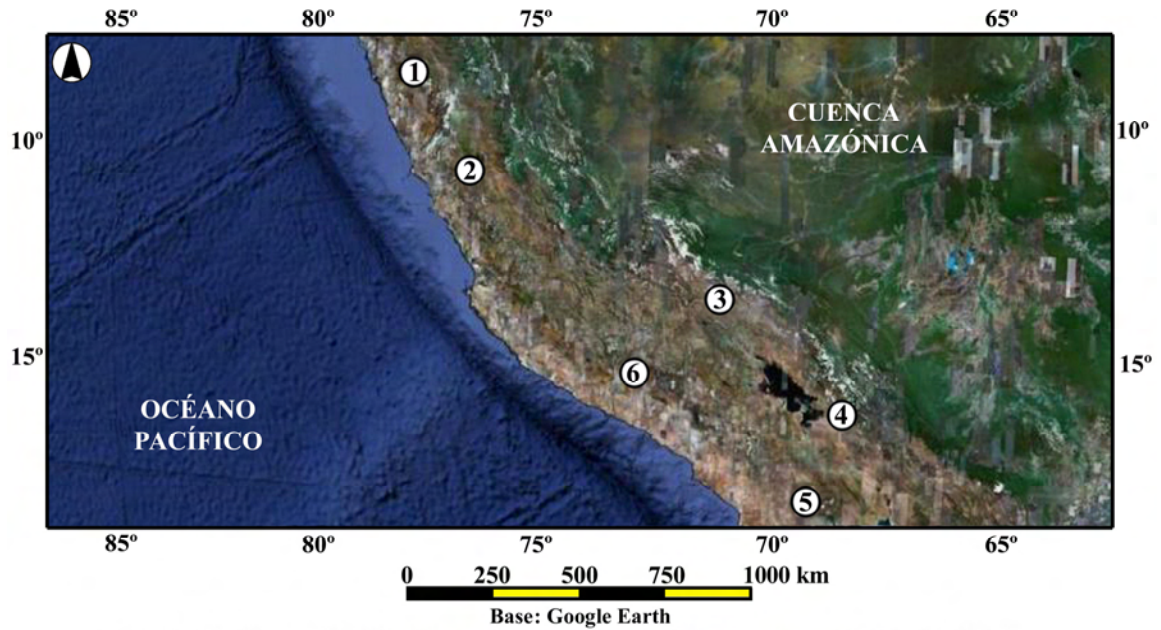 85º 80º 75º 70º 65º
1
CUENCA
AMAZÓNICA
10º 10º
2
3
15º 15º
6
OCÉANO
PACÍFICO
4
5
85º 80º 75º 70º 65º
0 250 500 750 1000 km
Base: Google Earth